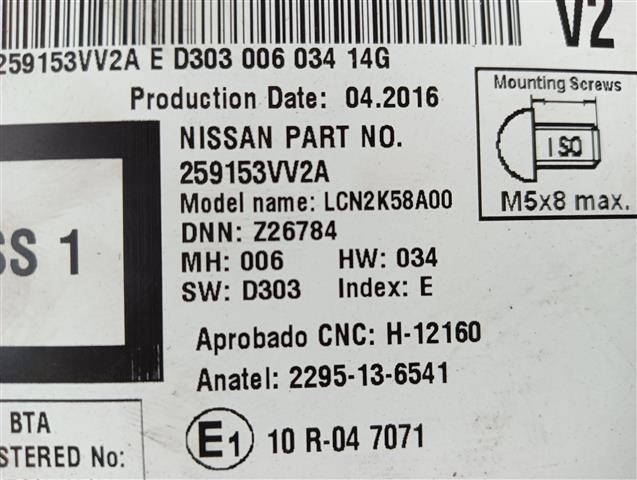 V2
259153VV2A E D303 006 034 14G
Production Date: 04.2016
Mounting Screws
ISO
M5x8 max.
NISSAN PART NO.
259153VV2A
Model name: LCN2K58A00
DNN: Z26784
MH: 006 HW: 034
SW: D303 Index: E
SS 1
Aprobado CNC: H-12160
Anatel: 2295-13-6541
E1 10 R-04 7071
BTA
STERED No: